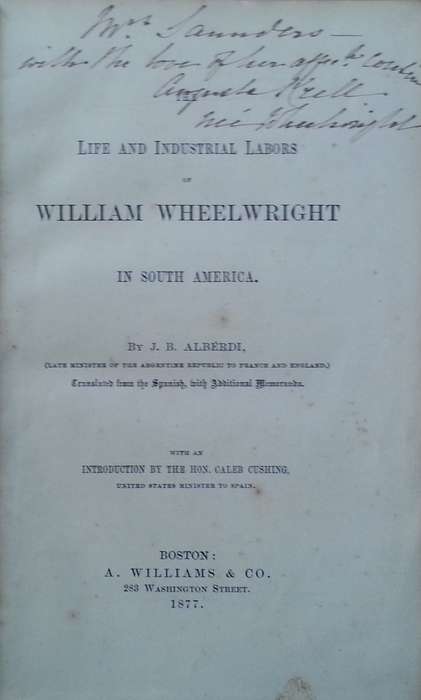 Mrs. Saunders —
with the love of her affect. Cousin
Augusta Krell
née Wheelwright
THE
LIFE AND INDUSTRIAL LABORS
OF
WILLIAM WHEELWRIGHT
IN SOUTH AMERICA.
BY J. B. ALBERDI,
(LATE MINISTER OF THE ARGENTINE REPUBLIC TO FRANCE AND ENGLAND.)
Translated from the Spanish, with Additional Memoranda.
WITH AN
INTRODUCTION BY THE HON. CALEB CUSHING,
UNITED STATES MINISTER TO SPAIN.
BOSTON:
A. WILLIAMS & CO.
283 WASHINGTON STREET.
1877.